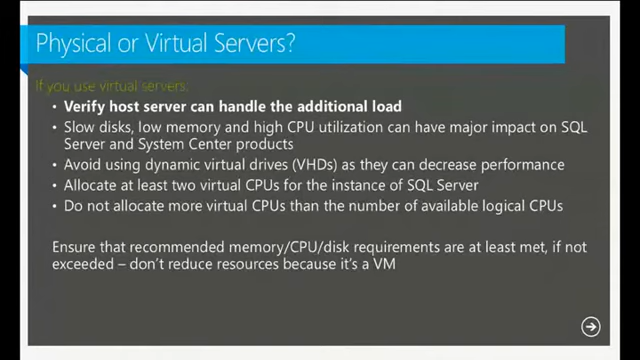 Physical or Virtual Servers?
If you use virtual servers:
• Verify host server can handle the additional load
• Slow disks, low memory and high CPU utilization can have major impact on SQL
Server and System Center products
• Avoid using dynamic virtual drives (VHDs) as they can decrease performance
• Allocate at least two virtual CPUs for the instance of SQL Server
• Do not allocate more virtual CPUs than the number of available logical CPUs
Ensure that recommended memory/CPU/disk requirements are at least met, if not
exceeded – don't reduce resources because it's a VM